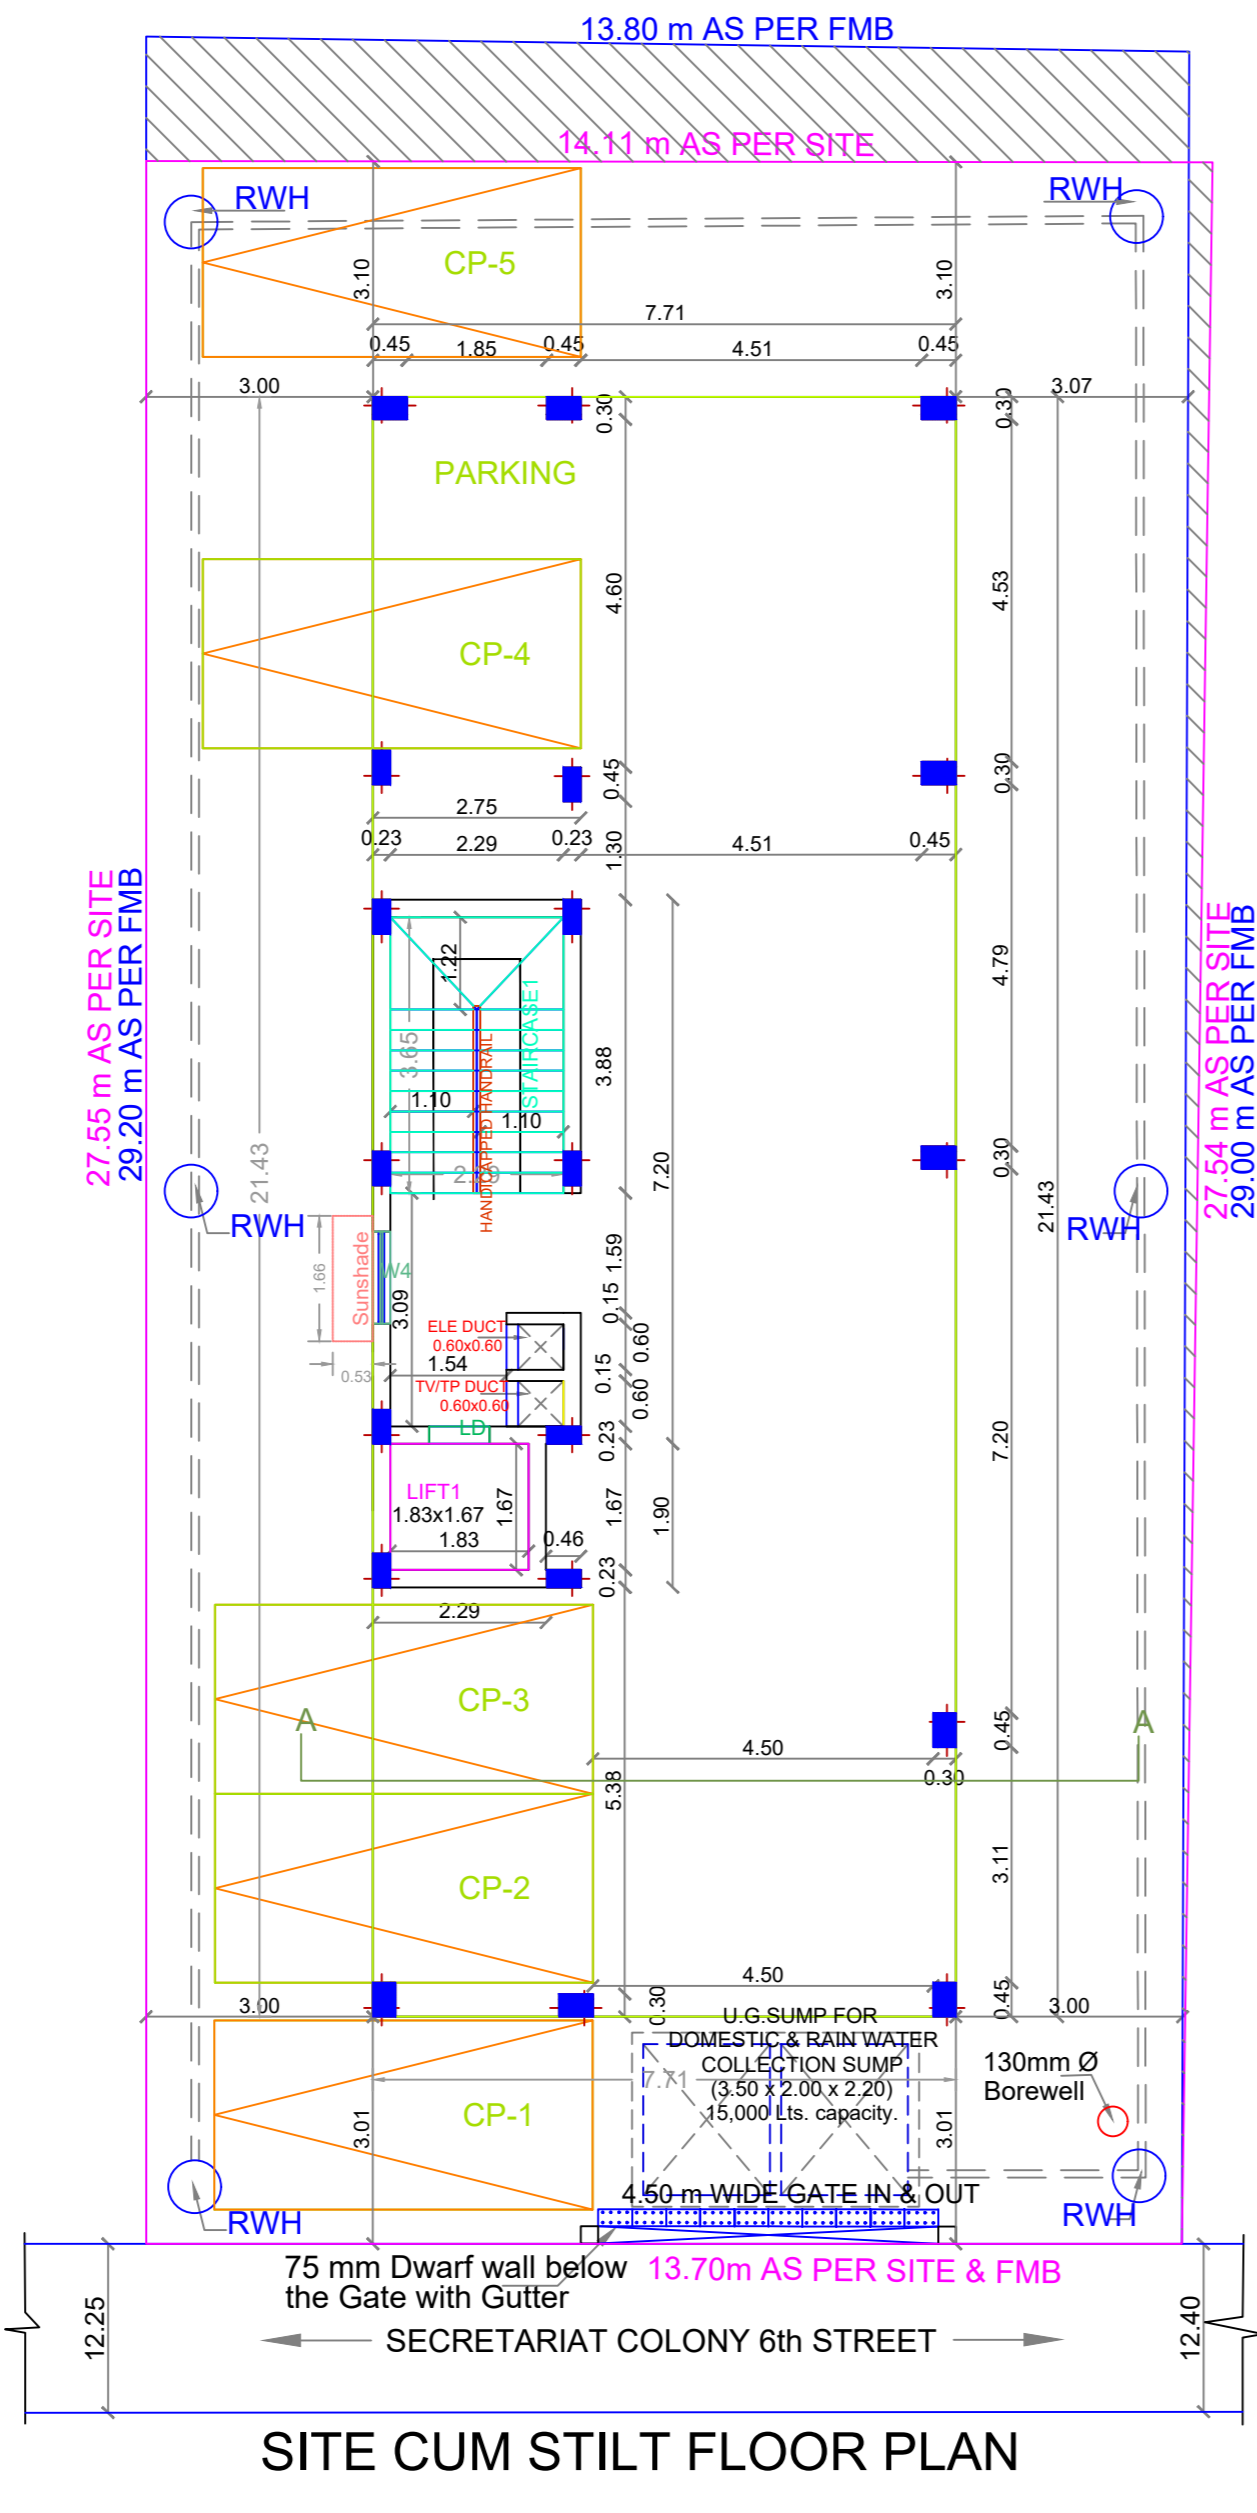 13.80 m AS PER FMB
14.11 m AS PER SITE
RWH
RWH
CP-5
3.10
3.10
7.71
0.45
1.85
0.45
4.51
0.45
3.00
3.07
0.30
0.30
PARKING
4.60
4.53
CP-4
0.45
0.30
2.75
0.23
2.29
0.23
1.30
4.51
0.45
27.55 m AS PER SITE
29.20 m AS PER FMB
27.54 m AS PER SITE
29.00 m AS PER FMB
1.22
STAIRCASE1
4.79
3.65
HANDICAPPED HANDRAIL
3.88
1.10
1.10
21.43
7.20
0.30
21.43
RWH
RWH
Sunshade
1.66
W4
3.09
1.59
0.15
ELE DUCT
0.60x0.60
0.60
0.53
1.54
0.15
TV/TP DUCT
0.60x0.60
0.60
LD
0.23
7.20
LIFT1
1.83x1.67
1.67
1.83
0.46
1.67
1.90
0.23
2.29
CP-3
A
A
0.45
4.50
0.30
5.38
CP-2
3.11
4.50
0.30
0.45
3.00
3.00
U.G.SUMP FOR
DOMESTIC & RAIN WATER
COLLECTION SUMP
(3.50 x 2.00 x 2.20)
15,000 Lts. capacity.
7.71
130mm Ø
Borewell
CP-1
3.01
3.01
4.50 m WIDE GATE IN & OUT
RWH
RWH
75 mm Dwarf wall below
the Gate with Gutter
13.70m AS PER SITE & FMB
12.25
12.40
SECRETARIAT COLONY 6th STREET
SITE CUM STILT FLOOR PLAN